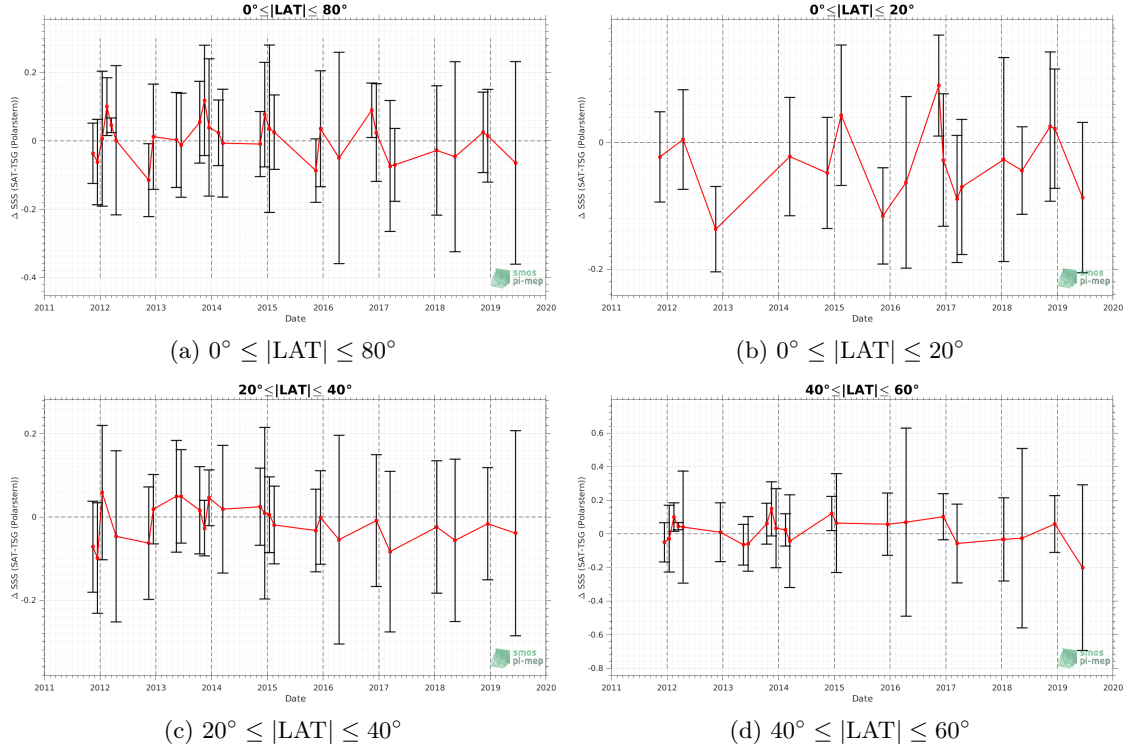 0°≤|LAT|≤ 80°
Δ SSS (SAT-TSG (Polarstern))
0.2
0
-0.2
-0.4
2011 2012 2013 2014 2015 2016 2017 2018 2019 2020
Date
smos
pi-mep
(a) 0° ≤ |LAT| ≤ 80°
0°≤|LAT|≤ 20°
Δ SSS (SAT-TSG (Polarstern))
0
-0.2
2011 2012 2013 2014 2015 2016 2017 2018 2019 2020
Date
smos
pi-mep
(b) 0° ≤ |LAT| ≤ 20°
20°≤|LAT|≤ 40°
Δ SSS (SAT-TSG (Polarstern))
0.2
0
-0.2
2011 2012 2013 2014 2015 2016 2017 2018 2019 2020
Date
smos
pi-mep
(c) 20° ≤ |LAT| ≤ 40°
40°≤|LAT|≤ 60°
Δ SSS (SAT-TSG (Polarstern))
0.6
0.4
0.2
0
-0.2
-0.4
-0.6
-0.8
2011 2012 2013 2014 2015 2016 2017 2018 2019 2020
Date
smos
pi-mep
(d) 40° ≤ |LAT| ≤ 60°